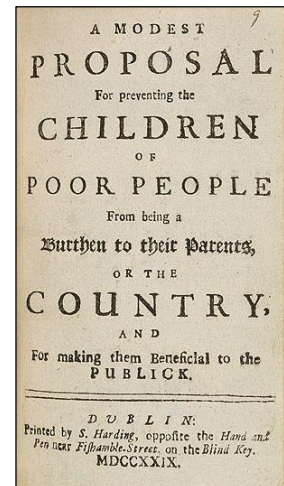 9
A MODEST
PROPOSAL
For preventing the
CHILDREN
OF
POOR PEOPLE
From being a
Burthen to their Parents,
OR THE
COUNTRY,
AND
For making them Beneficial to the
PUBLICK.
DUBLIN:
Printed by S. Harding, opposite the Hand and
Pen near Fishamble-Street, on the Blind Key.
MDCCXXIX.